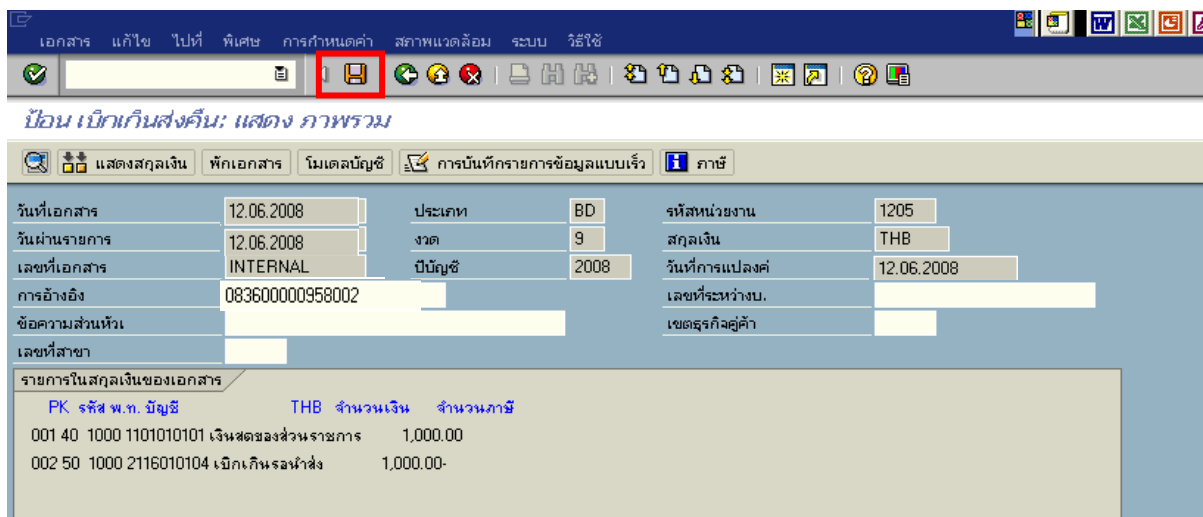 เอกสาร แก้ไข ไปที่ พิเศษ การกำหนดค่า สภาพแวดล้อม ระบบ วิธีใช้
ป้อน เบิกเกินส่งคืน: แสดง ภาพรวม
แสดงสกุลเงิน พักเอกสาร โมเดลบัญชี การบันทึกรายการข้อมูลแบบเร็ว ภาษี
วันที่เอกสาร 12.06.2008 ประเภท BD รหัสหน่วยงาน 1205
วันผ่านรายการ 12.06.2008 งวด 9 สกุลเงิน THB
เลขที่เอกสาร INTERNAL ปีบัญชี 2008 วันที่การแปลงค่ 12.06.2008
การอ้างอิง 083600000958002 เลขที่ระหว่างบ.
ข้อความส่วนหัวเ เขตธุรกิจคู่ค้า
เลขที่สาขา
รายการในสกุลเงินของเอกสาร
PK รหัส พ.ท. บัญชี THB จำนวนเงิน จำนวนภาษี
001 40 1000 1101010101 เงินสดของส่วนราชการ 1,000.00
002 50 1000 2116010104 เบิกเกินรอนำส่ง 1,000.00-